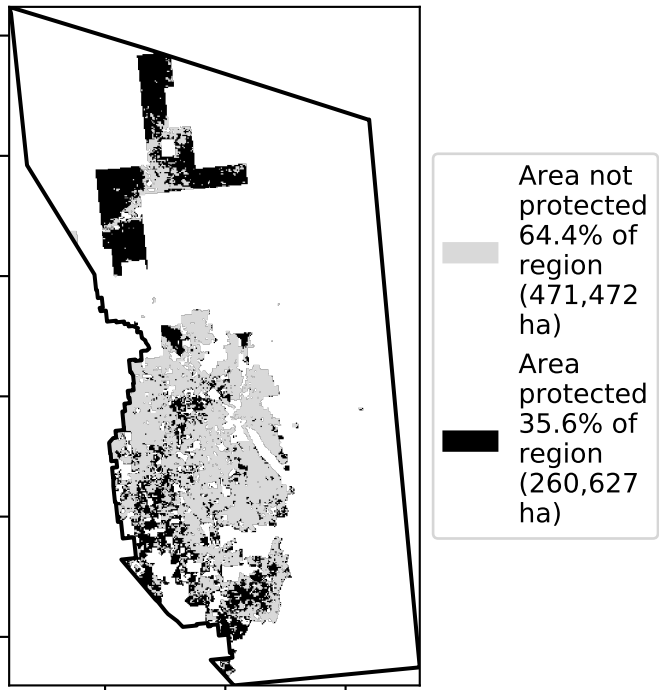 Area not
protected
64.4% of
region
(471,472
ha)
Area
protected
35.6% of
region
(260,627
ha)